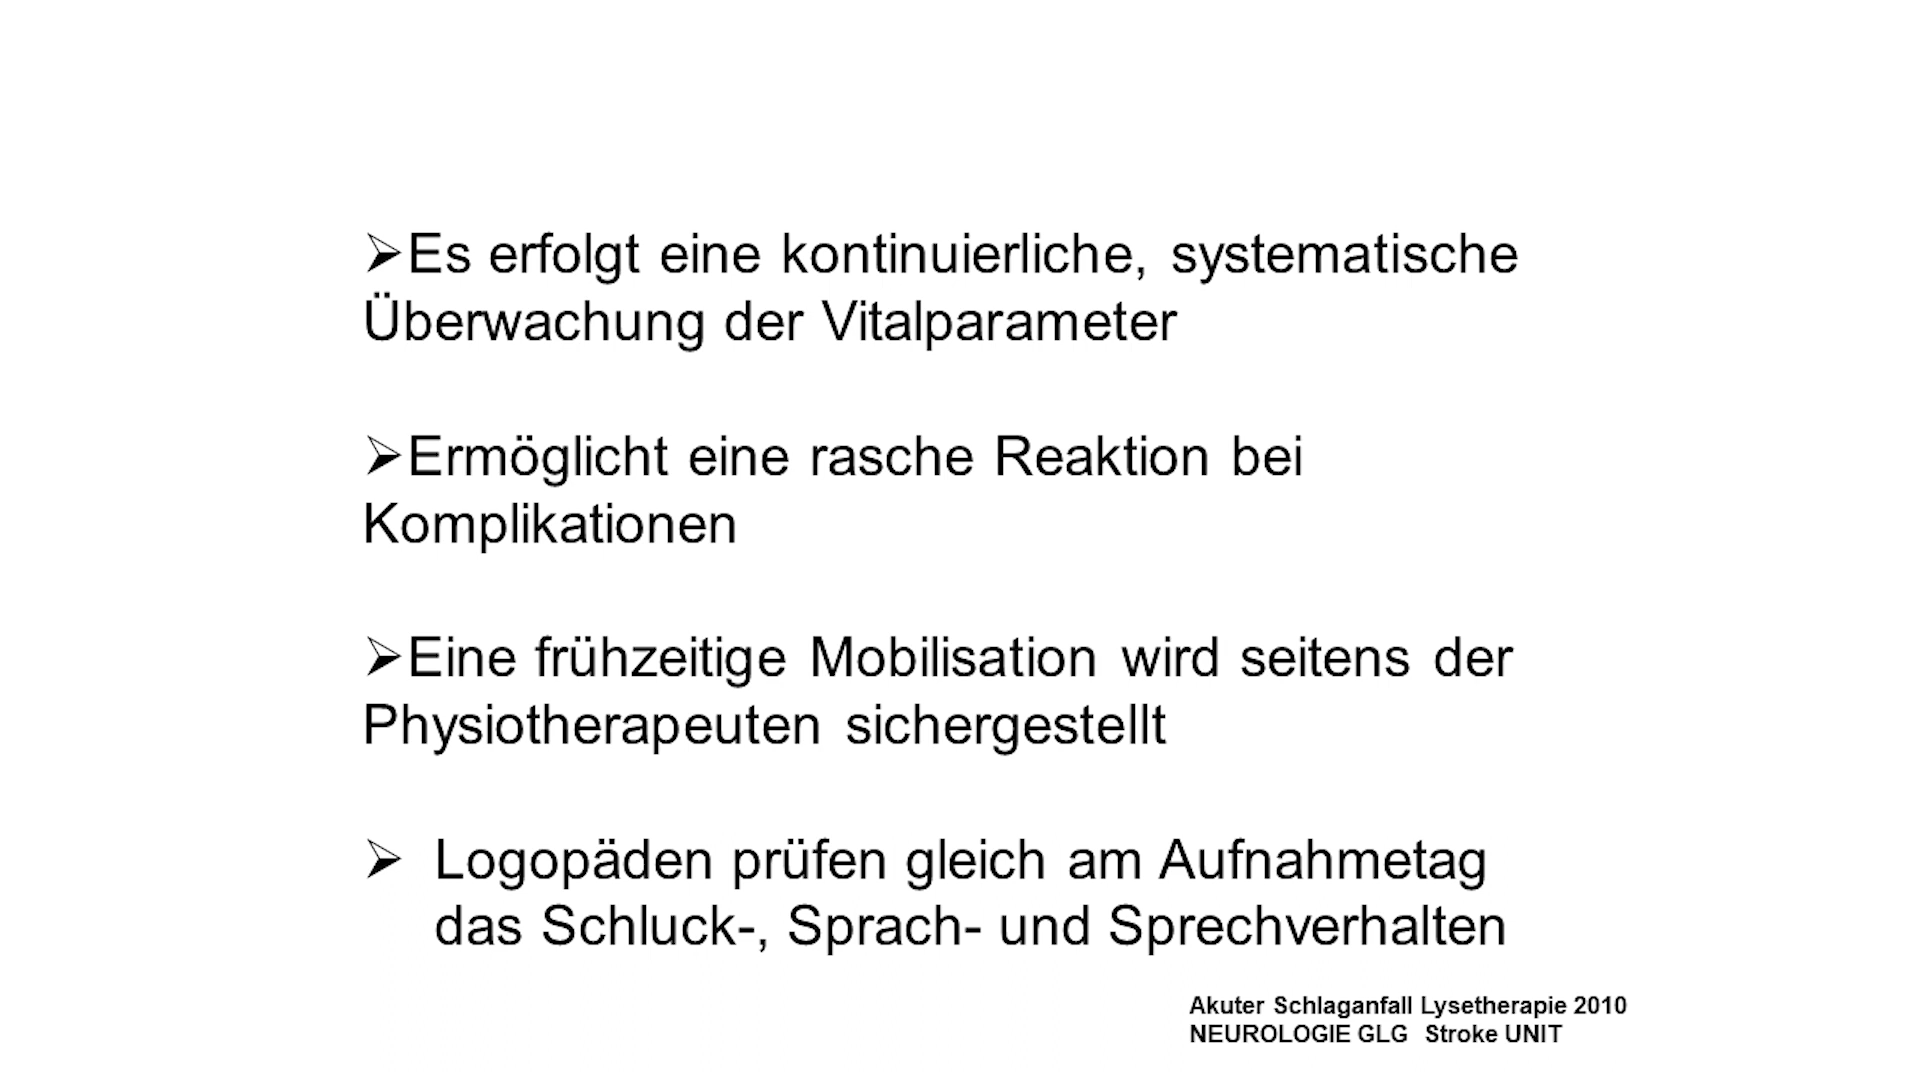 ➢Es erfolgt eine kontinuierliche, systematische
Überwachung der Vitalparameter
➢Ermöglicht eine rasche Reaktion bei
Komplikationen
➢Eine frühzeitige Mobilisation wird seitens der
Physiotherapeuten sichergestellt
➢ Logopäden prüfen gleich am Aufnahmetag
das Schluck-, Sprach- und Sprechverhalten
Akuter Schlaganfall Lysetherapie 2010
NEUROLOGIE GLG Stroke UNIT